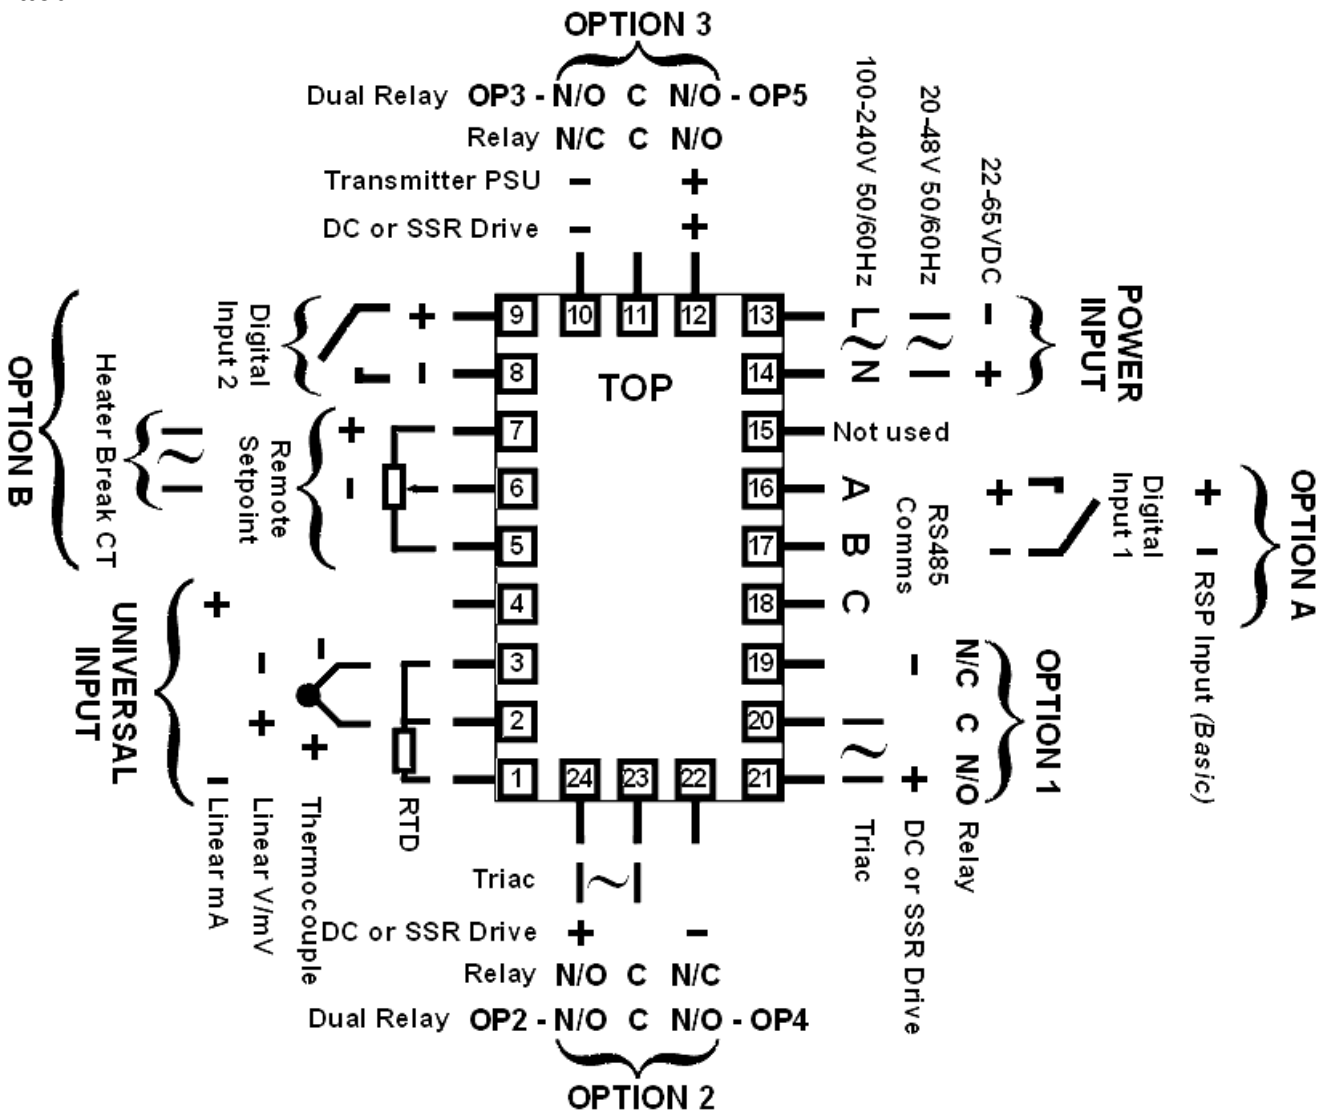 OPTION 3
Dual Relay OP3 - N/O C N/O - OP5
Relay N/C C N/O
Transmitter PSU - +
DC or SSR Drive - +
100-240V 50/60Hz
20-48V 50/60Hz
22-65VDC
POWER
INPUT
L ~ N
~
- +
9 10 11 12 13
8 TOP 14
7 15 Not used
6 16 A
5 17 B
4 18 C
3 19
2 20
1 24 23 22 21
OPTION B
Digital
Input 2
+ -
Heater Break CT
~
Remote
Setpoint
+ -
UNIVERSAL
INPUT
+ - Linear mA
- + Linear V/mV
- + Thermocouple
RTD
RS485
Comms
+ -
Digital
Input 1
+ - RSP Input (Basic)
OPTION A
OPTION 1
N/C C N/O Relay
- + DC or SSR Drive
~ Triac
Triac ~
DC or SSR Drive + -
Relay N/O C N/C
Dual Relay OP2 - N/O C N/O - OP4
OPTION 2